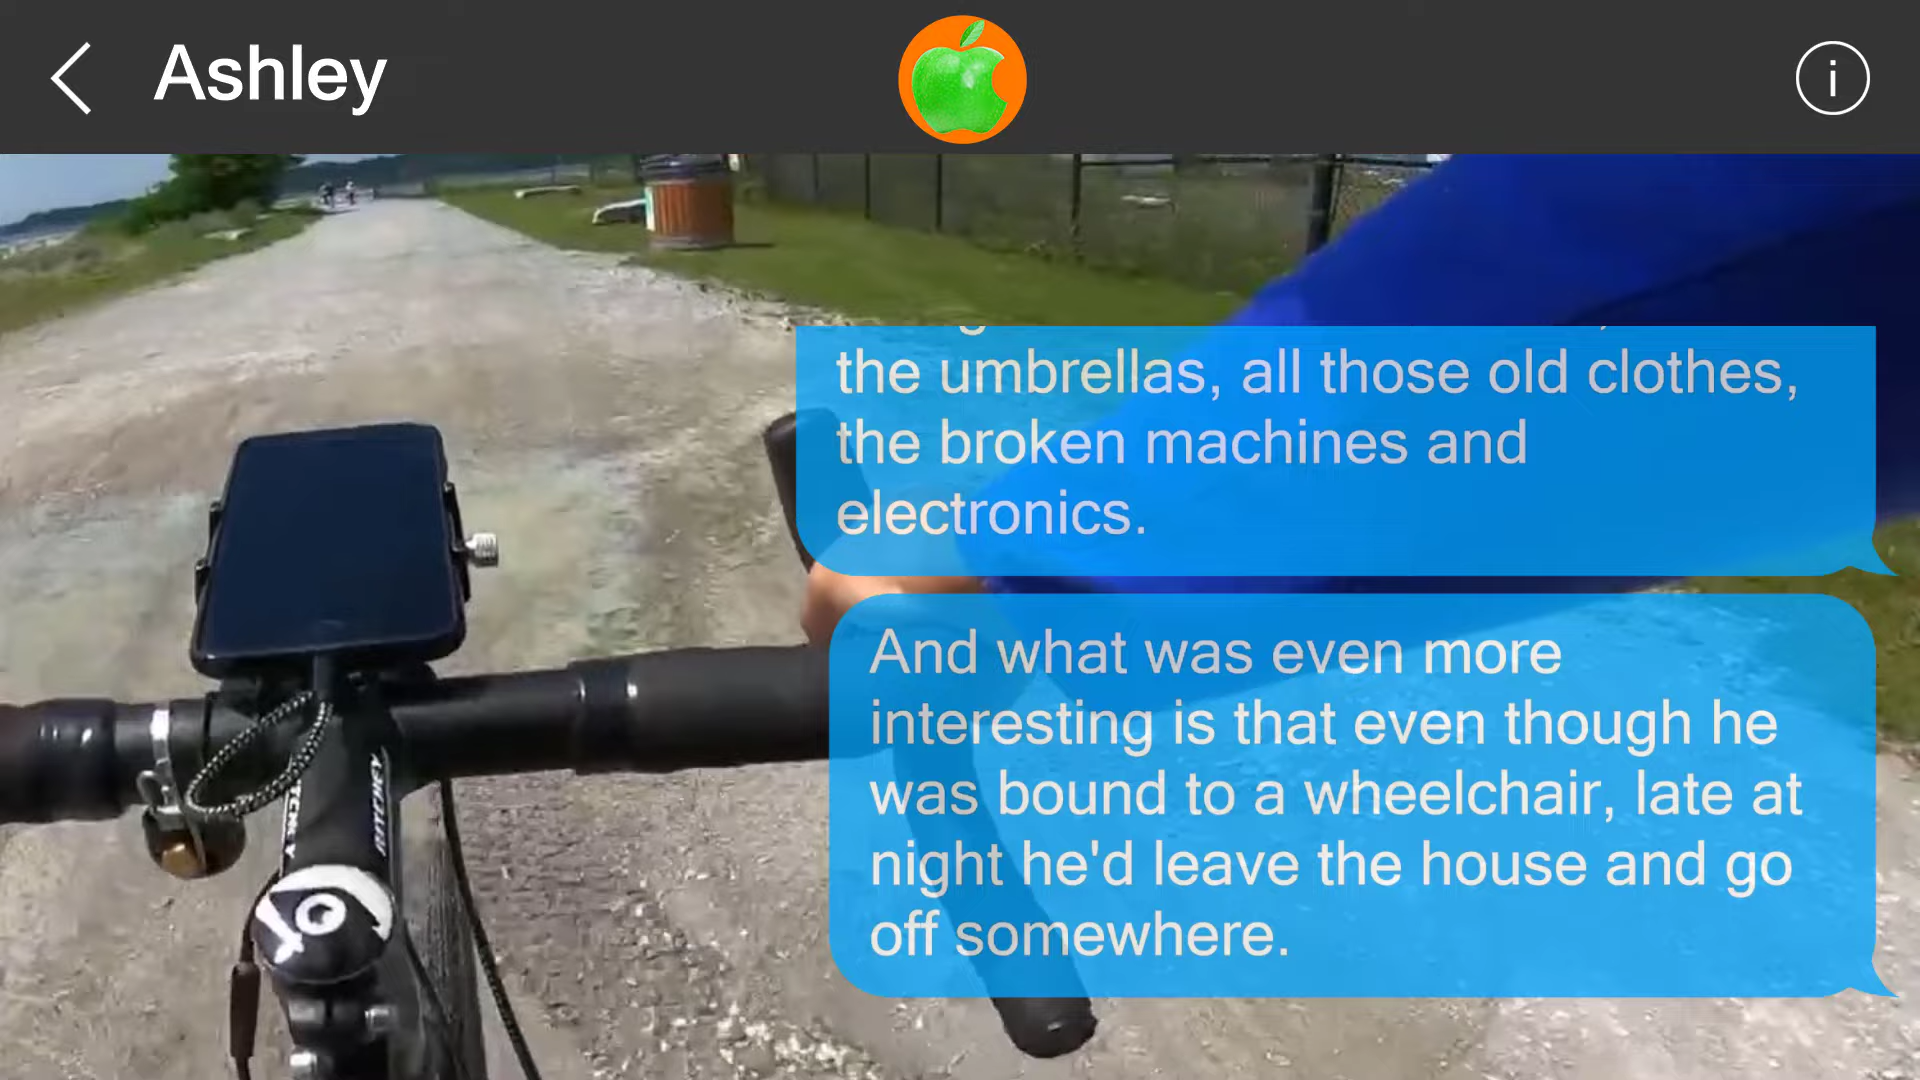 Ashley
the umbrellas, all those old clothes,
the broken machines and
electronics.
And what was even more
interesting is that even though he
was bound to a wheelchair, late at
night he'd leave the house and go
off somewhere.